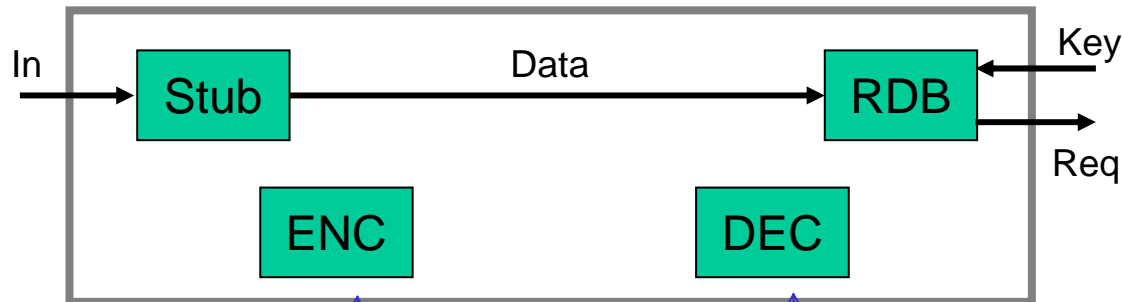 In
Stub
Data
RDB
Key
Req
ENC
DEC